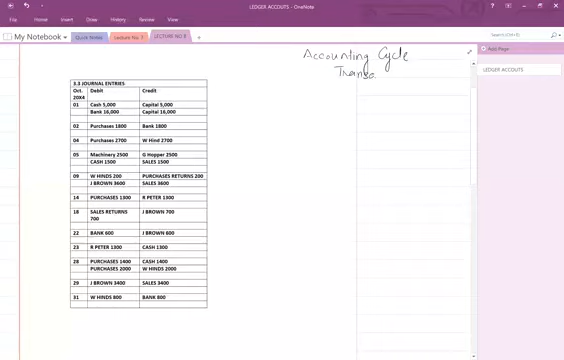 LEDGER ACCOUTS - OneNote
File Home Insert Draw History Review View
My Notebook Quick Notes Lecture No. 7 LECTURE NO 8 +
Search (Ctrl+E)
Add Page
LEDGER ACCOUTS
Accounting Cycle
Transa
3.3 JOURNAL ENTRIES
Oct. 20X4 Debit Credit
01 Cash 5,000 Capital 5,000
Bank 16,000 Capital 16,000
02 Purchases 1800 Bank 1800
04 Purchases 2700 W Hind 2700
05 Machinery 2500 G Hopper 2500
CASH 1500 SALES 1500
09 W HINDS 200 PURCHASES RETURNS 200
J BROWN 3600 SALES 3600
14 PURCHASES 1300 R PETER 1300
18 SALES RETURNS 700 J BROWN 700
22 BANK 600 J BROWN 600
23 R PETER 1300 CASH 1300
28 PURCHASES 1400 CASH 1400
PURCHASES 2000 W HINDS 2000
29 J BROWN 3400 SALES 3400
31 W HINDS 800 BANK 800